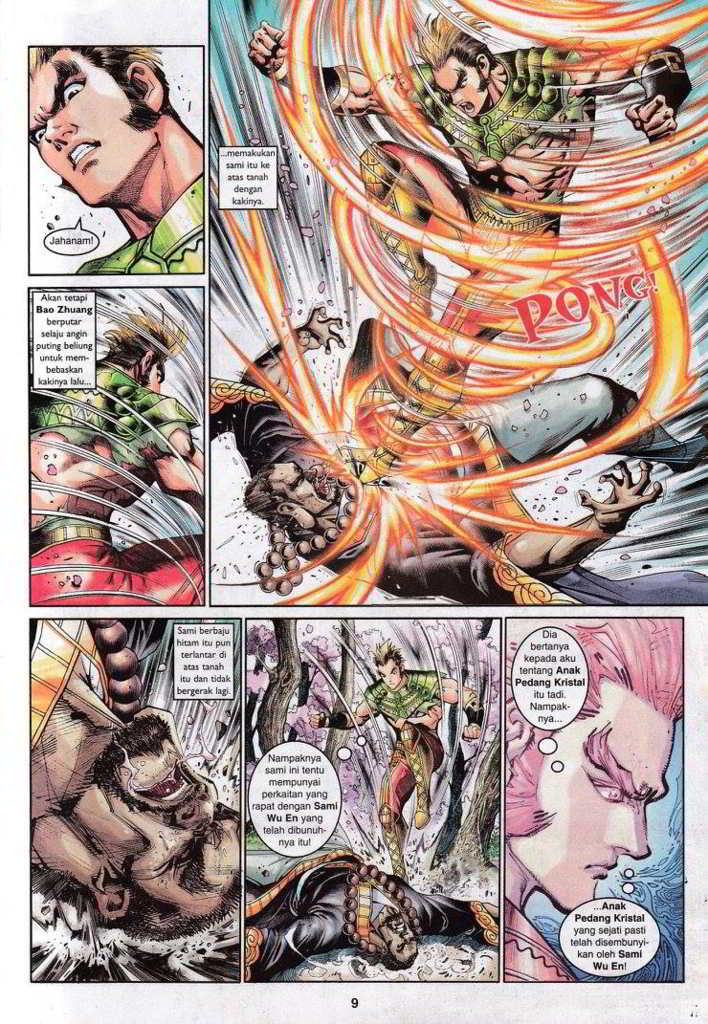 Jahanam!
Akan tetapi
Bao Zhuang
berputar
selaju angin
puting beliung
untuk mem-
bebaskan
kakinya lalu...
...memakukan
sami itu ke
atas tanah
dengan
kakinya.
PONG!
Sami berbaju
hitam itu pun
terlantar di
atas tanah
itu dan tidak
bergerak lagi.
Nampaknya
sami ini tentu
mempunyai
perkaitan yang
rapat dengan Sami
Wu En yang
telah dibunuh-
nya itu!
Dia
bertanya
kepada aku
tentang Anak
Pedang Kristal
itu tadi.
Nampak-
nya...
...Anak
Pedang Kristal
yang sejati pasti
telah disembunyi-
kan oleh Sami
Wu En!
9